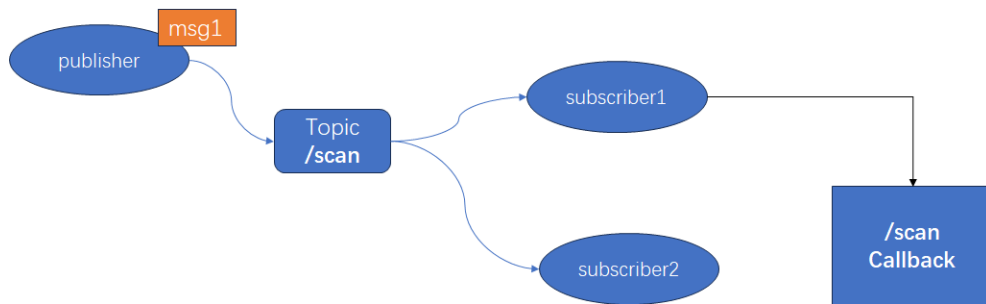 msg1
publisher
Topic
/scan
subscriber1
subscriber2
/scan
Callback